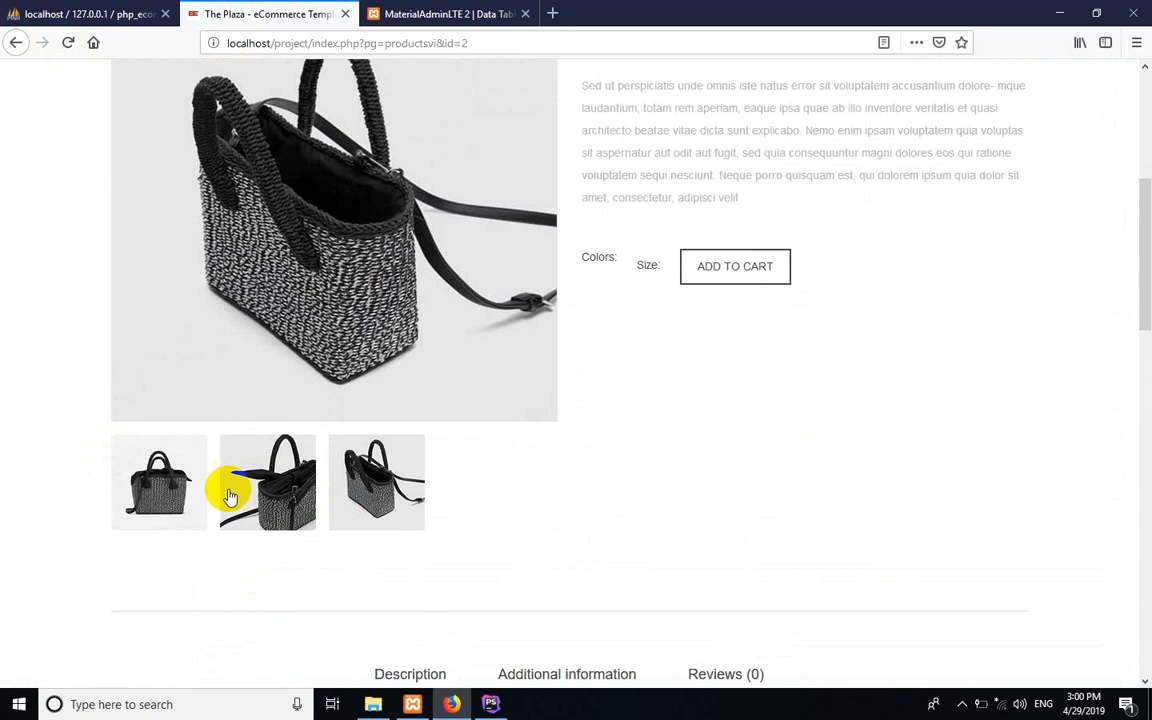 localhost / 127.0.0.1 / php_eco
The Plaza - eCommerce Templ
MaterialAdminLTE 2 | Data Tabl
localhost/project/index.php?pg=productsvi&id=2
Sed ut perspiciatis unde omnis iste natus error sit voluptatem accusantium dolore- mque
laudantium, totam rem aperiam, eaque ipsa quae ab illo inventore veritatis et quasi
architecto beatae vitae dicta sunt explicabo. Nemo enim ipsam voluptatem quia voluptas
sit aspernatur aut odit aut fugit, sed quia consequuntur magni dolores eos qui ratione
voluptatem sequi nesciunt. Neque porro quisquam est, qui dolorem ipsum quia dolor sit
amet, consectetur, adipisci velit
Colors:
Size:
ADD TO CART
Description
Additional information
Reviews (0)
Type here to search
ENG
3:00 PM
4/29/2019
1